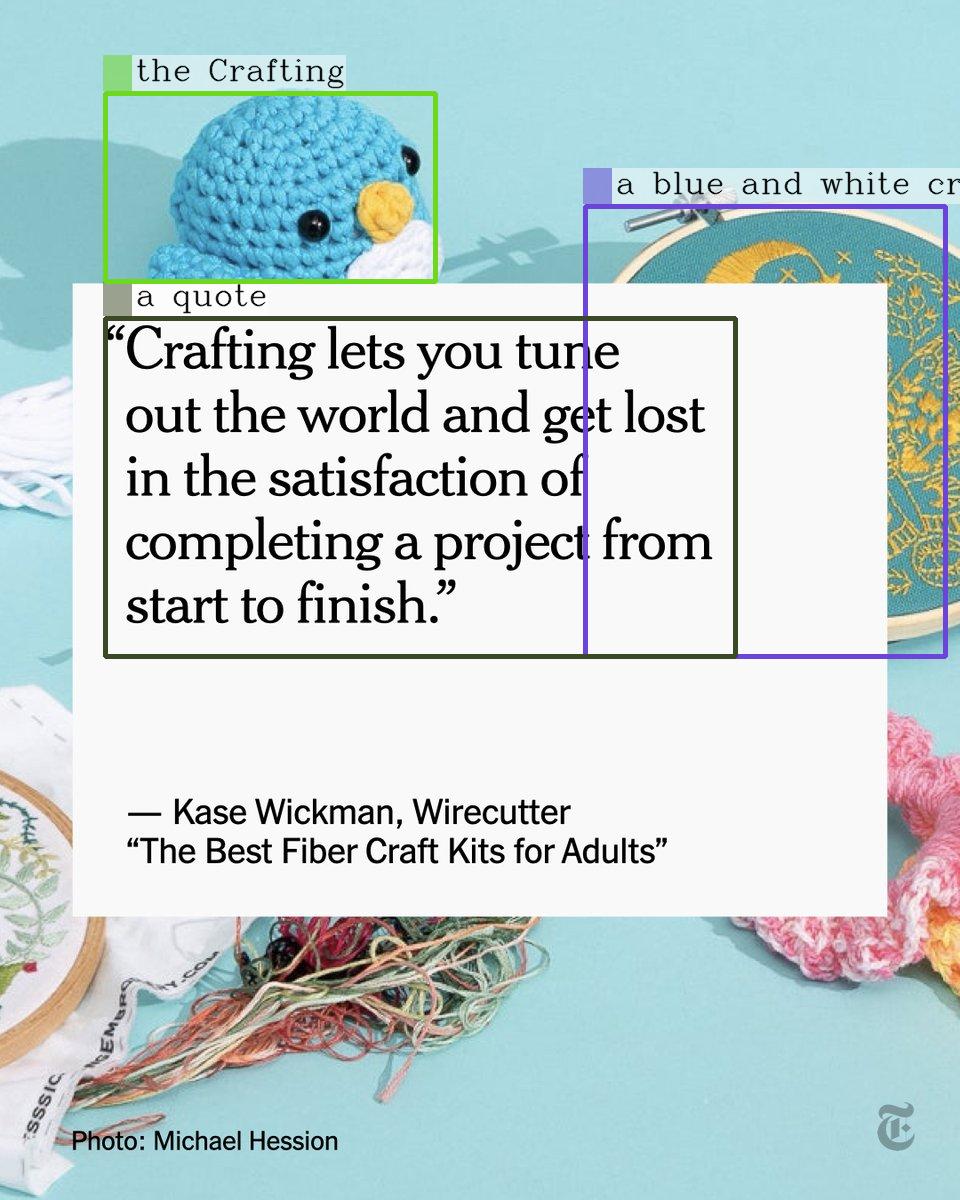 the Crafting
a blue and white cr
a quote
“Crafting lets you tune
out the world and get lost
in the satisfaction of
completing a project from
start to finish.”
— Kase Wickman, Wirecutter
“The Best Fiber Craft Kits for Adults”
Photo: Michael Hession